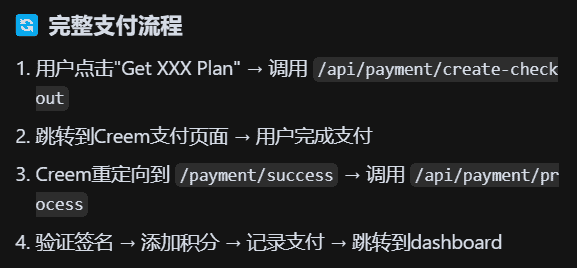 🔄 完整支付流程
1. 用户点击"Get XXX Plan" → 调用 /api/payment/create-check
out
2. 跳转到Creem支付页面 → 用户完成支付
3. Creem重定向到 /payment/success → 调用 /api/payment/pr
ocess
4. 验证签名 → 添加积分 → 记录支付 → 跳转到dashboard